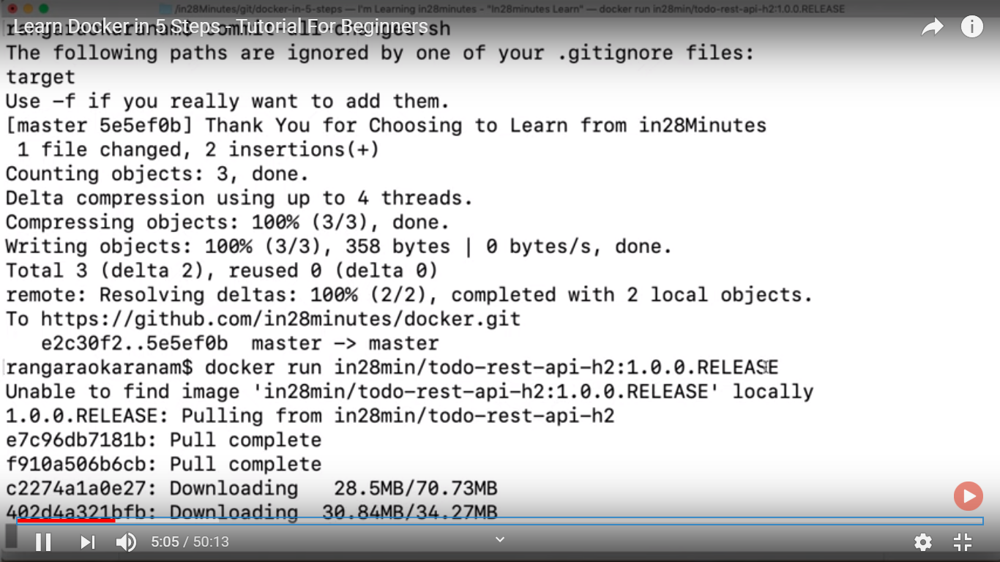 /in28Minutes/git/docker-in-5-steps — I'm Learning in28minutes - "In28minutes Learn" — docker run in28min/todo-rest-api-h2:1.0.0.RELEASE
Learn Docker in 5 Steps - Tutorial For Beginners
The following paths are ignored by one of your .gitignore files:
target
Use -f if you really want to add them.
[master 5e5ef0b] Thank You for Choosing to Learn from in28Minutes
1 file changed, 2 insertions(+)
Counting objects: 3, done.
Delta compression using up to 4 threads.
Compressing objects: 100% (3/3), done.
Writing objects: 100% (3/3), 358 bytes | 0 bytes/s, done.
Total 3 (delta 2), reused 0 (delta 0)
remote: Resolving deltas: 100% (2/2), completed with 2 local objects.
To https://github.com/in28minutes/docker.git
e2c30f2..5e5ef0b master -> master
rangaraokaranam$ docker run in28min/todo-rest-api-h2:1.0.0.RELEASE
Unable to find image 'in28min/todo-rest-api-h2:1.0.0.RELEASE' locally
1.0.0.RELEASE: Pulling from in28min/todo-rest-api-h2
e7c96db7181b: Pull complete
f910a506b6cb: Pull complete
c2274a1a0e27: Downloading 28.5MB/70.73MB
402d4a321bfb: Downloading 30.84MB/34.27MB
5:05 / 50:13